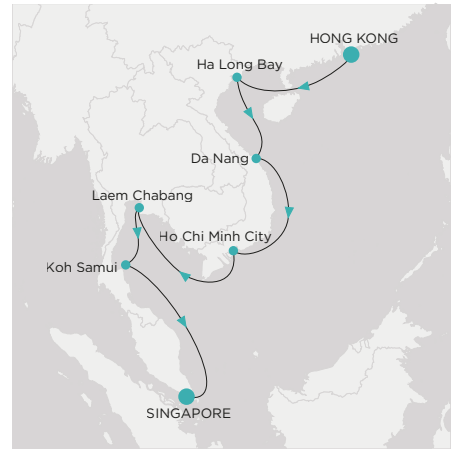 HONG KONG
Ha Long Bay
Da Nang
Laem Chabang
Ho Chi Minh City
Koh Samui
SINGAPORE